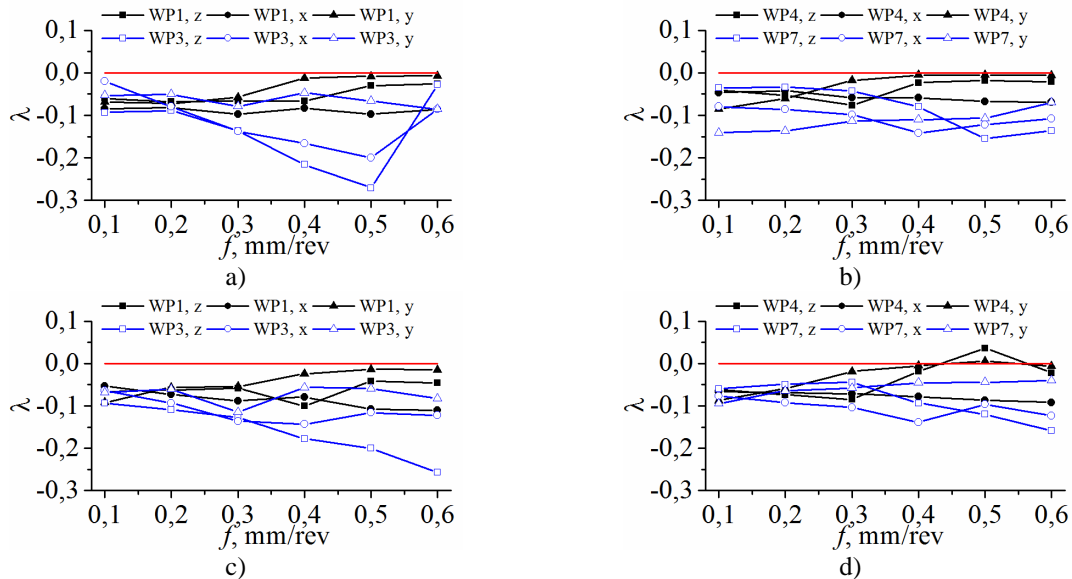 WP1, z WP1, x WP1, y
WP3, z WP3, x WP3, y
0,1
0,0
-0,1
-0,2
-0,3
λ
0,1 0,2 0,3 0,4 0,5 0,6
f, mm/rev
a)
WP4, z WP4, x WP4, y
WP7, z WP7, x WP7, y
0,1
0,0
-0,1
-0,2
-0,3
λ
0,1 0,2 0,3 0,4 0,5 0,6
f, mm/rev
b)
WP1, z WP1, x WP1, y
WP3, z WP3, x WP3, y
0,1
0,0
-0,1
-0,2
-0,3
λ
0,1 0,2 0,3 0,4 0,5 0,6
f, mm/rev
c)
WP4, z WP4, x WP4, y
WP7, z WP7, x WP7, y
0,1
0,0
-0,1
-0,2
-0,3
λ
0,1 0,2 0,3 0,4 0,5 0,6
f, mm/rev
d)